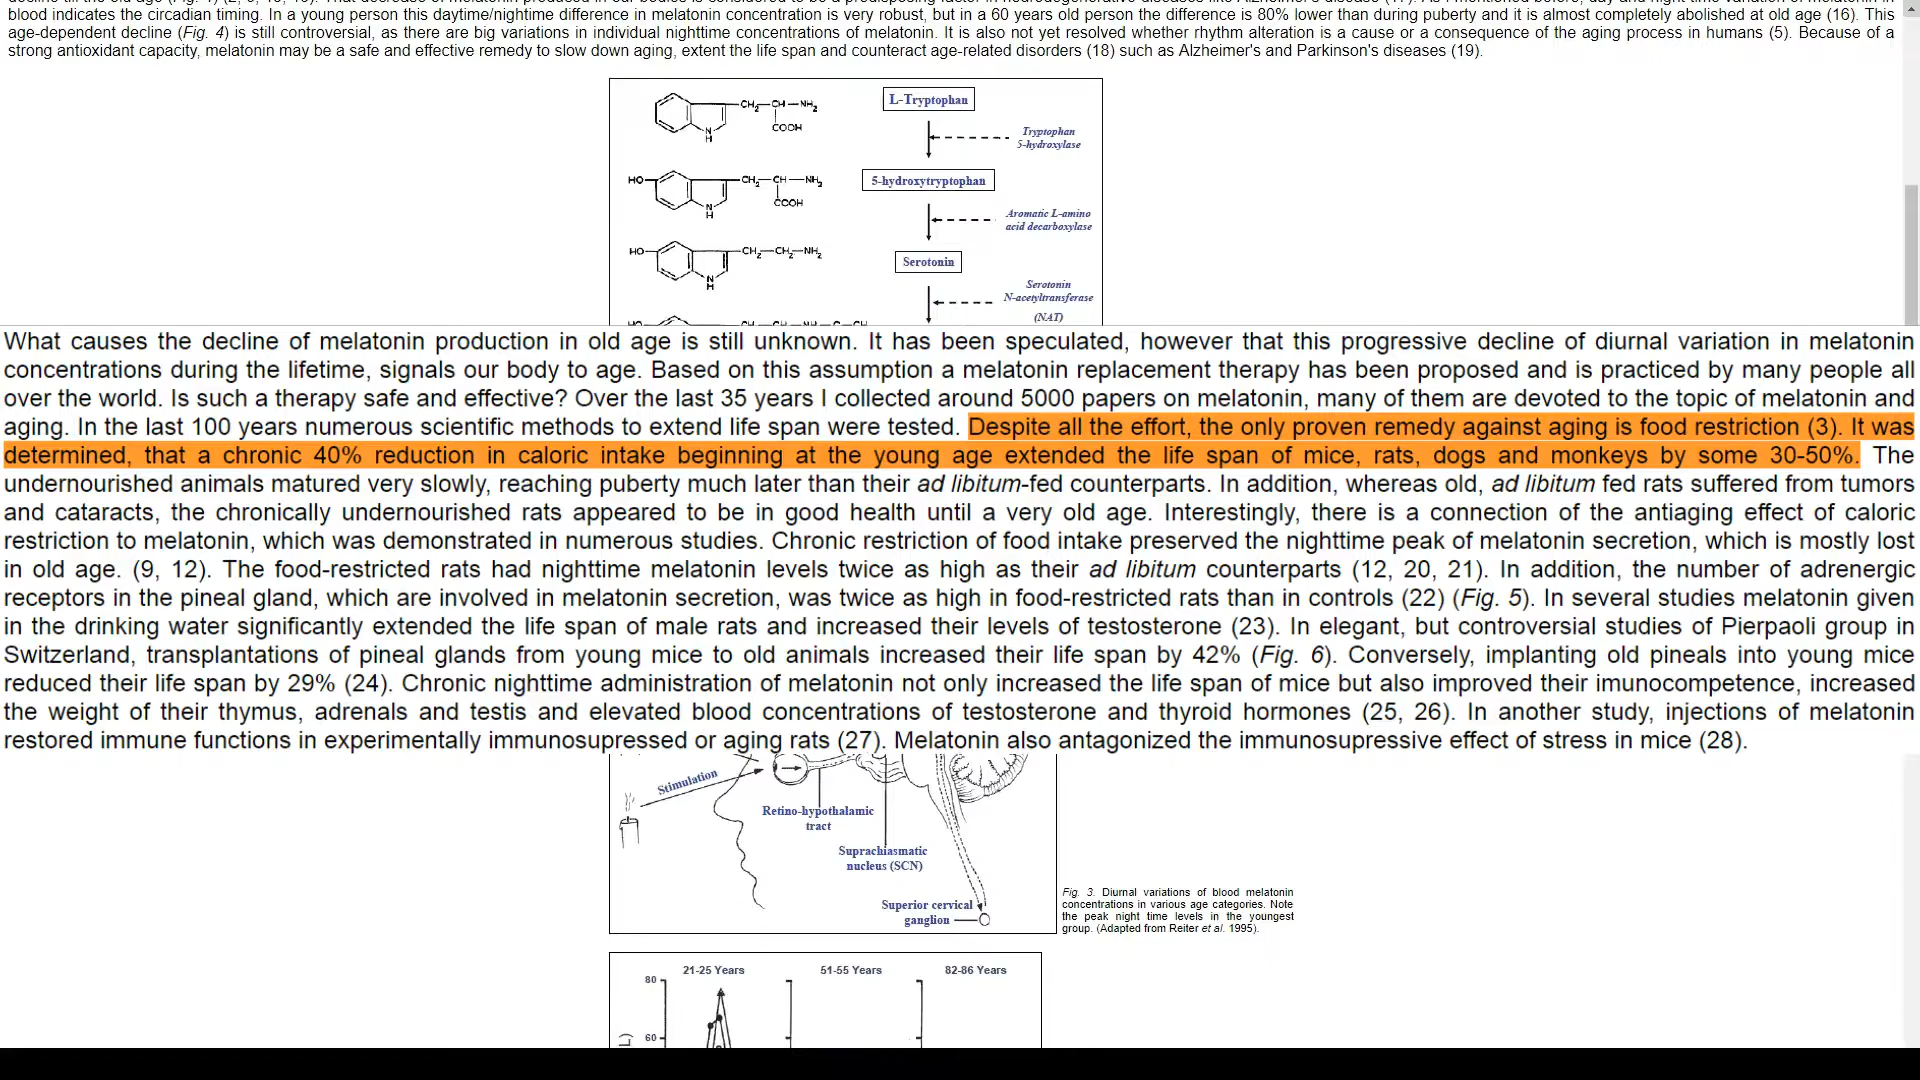 blood indicates the circadian timing. In a young person this daytime/nightime difference in melatonin concentration is very robust, but in a 60 years old person the difference is 80% lower than during puberty and it is almost completely abolished at old age (16). This
age-dependent decline (Fig. 4) is still controversial, as there are big variations in individual nighttime concentrations of melatonin. It is also not yet resolved whether rhythm alteration is a cause or a consequence of the aging process in humans (5). Because of a
strong antioxidant capacity, melatonin may be a safe and effective remedy to slow down aging, extent the life span and counteract age-related disorders (18) such as Alzheimer's and Parkinson's diseases (19).
CH2—CH—NH2
COOH
N
H
L-Tryptophan
Tryptophan
5-hydroxylase
HO
CH2—CH—NH2
COOH
N
H
5-hydroxytryptophan
Aromatic L-amino
acid decarboxylase
HO
CH2—CH2—NH2
N
H
Serotonin
Serotonin
N-acetyltransferase
(NAT)
What causes the decline of melatonin production in old age is still unknown. It has been speculated, however that this progressive decline of diurnal variation in melatonin
concentrations during the lifetime, signals our body to age. Based on this assumption a melatonin replacement therapy has been proposed and is practiced by many people all
over the world. Is such a therapy safe and effective? Over the last 35 years I collected around 5000 papers on melatonin, many of them are devoted to the topic of melatonin and
aging. In the last 100 years numerous scientific methods to extend life span were tested. Despite all the effort, the only proven remedy against aging is food restriction (3). It was
determined, that a chronic 40% reduction in caloric intake beginning at the young age extended the life span of mice, rats, dogs and monkeys by some 30-50%. The
undernourished animals matured very slowly, reaching puberty much later than their ad libitum-fed counterparts. In addition, whereas old, ad libitum fed rats suffered from tumors
and cataracts, the chronically undernourished rats appeared to be in good health until a very old age. Interestingly, there is a connection of the antiaging effect of caloric
restriction to melatonin, which was demonstrated in numerous studies. Chronic restriction of food intake preserved the nighttime peak of melatonin secretion, which is mostly lost
in old age. (9, 12). The food-restricted rats had nighttime melatonin levels twice as high as their ad libitum counterparts (12, 20, 21). In addition, the number of adrenergic
receptors in the pineal gland, which are involved in melatonin secretion, was twice as high in food-restricted rats than in controls (22) (Fig. 5). In several studies melatonin given
in the drinking water significantly extended the life span of male rats and increased their levels of testosterone (23). In elegant, but controversial studies of Pierpaoli group in
Switzerland, transplantations of pineal glands from young mice to old animals increased their life span by 42% (Fig. 6). Conversely, implanting old pineals into young mice
reduced their life span by 29% (24). Chronic nighttime administration of melatonin not only increased the life span of mice but also improved their imunocompetence, increased
the weight of their thymus, adrenals and testis and elevated blood concentrations of testosterone and thyroid hormones (25, 26). In another study, injections of melatonin
restored immune functions in experimentally immunosupressed or aging rats (27). Melatonin also antagonized the immunosupressive effect of stress in mice (28).
Stimulation
Retino-hypothalamic
tract
Suprachiasmatic
nucleus (SCN)
Superior cervical
ganglion
Fig. 3. Diurnal variations of blood melatonin
concentrations in various age categories. Note
the peak night time levels in the youngest
group. (Adapted from Reiter et al. 1995).
21-25 Years 51-55 Years 82-86 Years
80
60